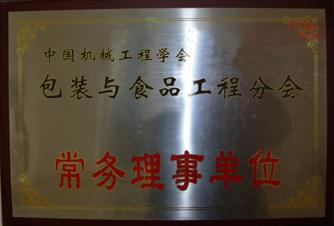 中国机械工程学会
包装与食品工程分会
常务理事单位